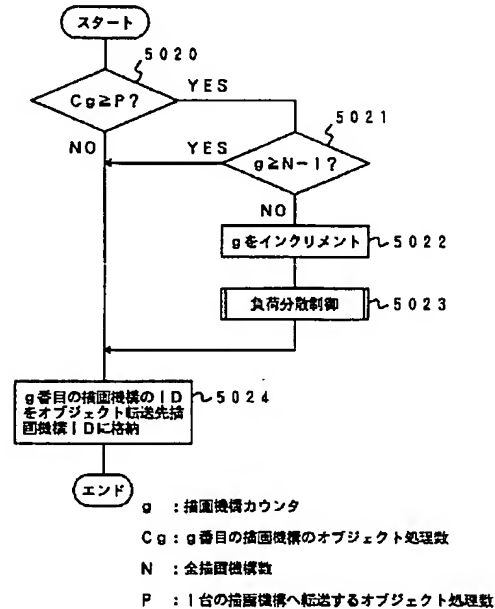 スタート
5020
Cg≧P?
YES
NO
5021
g≧N-1?
YES
NO
gをインクリメント
5022
負荷分散制御
5023
g番目の描画機構のID
をオブジェクト転送先描
画機構IDに格納
5024
エンド
g :描画機構カウンタ
Cg:g番目の描画機構のオブジェクト処理数
N :全描画機構数
P :1台の描画機構へ転送するオブジェクト処理数